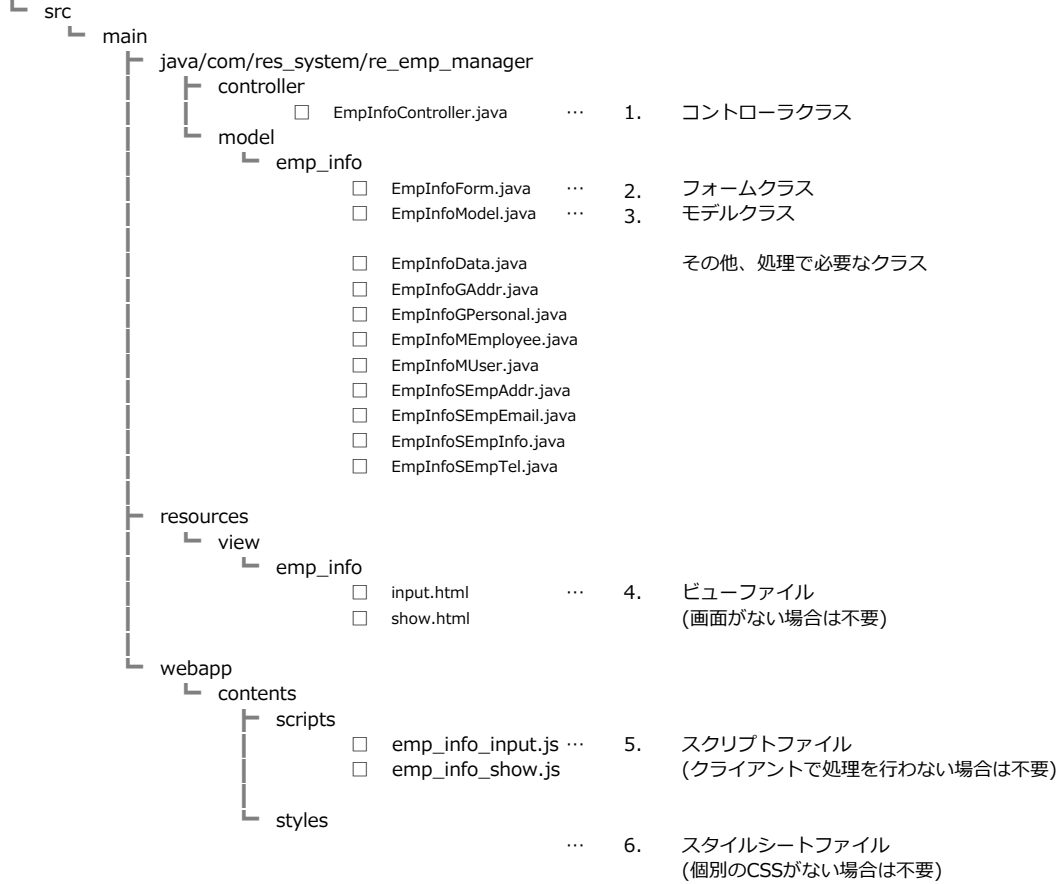 src
main
java/com/res_system/re_emp_manager
controller
□ EmpInfoController.java … 1. コントローラクラス
model
emp_info
□ EmpInfoForm.java … 2. フォームクラス
□ EmpInfoModel.java … 3. モデルクラス
□ EmpInfoData.java その他、処理で必要なクラス
□ EmpInfoGAddr.java
□ EmpInfoGPersonal.java
□ EmpInfoMEmployee.java
□ EmpInfoMUser.java
□ EmpInfoSEmpAddr.java
□ EmpInfoSEmpEmail.java
□ EmpInfoSEmpInfo.java
□ EmpInfoSEmpTel.java
resources
view
emp_info
□ input.html … 4. ビューファイル
□ show.html (画面がない場合は不要)
webapp
contents
scripts
□ emp_info_input.js … 5. スクリプトファイル
□ emp_info_show.js (クライアントで処理を行わない場合は不要)
styles
… 6. スタイルシートファイル
(個別のCSSがない場合は不要)